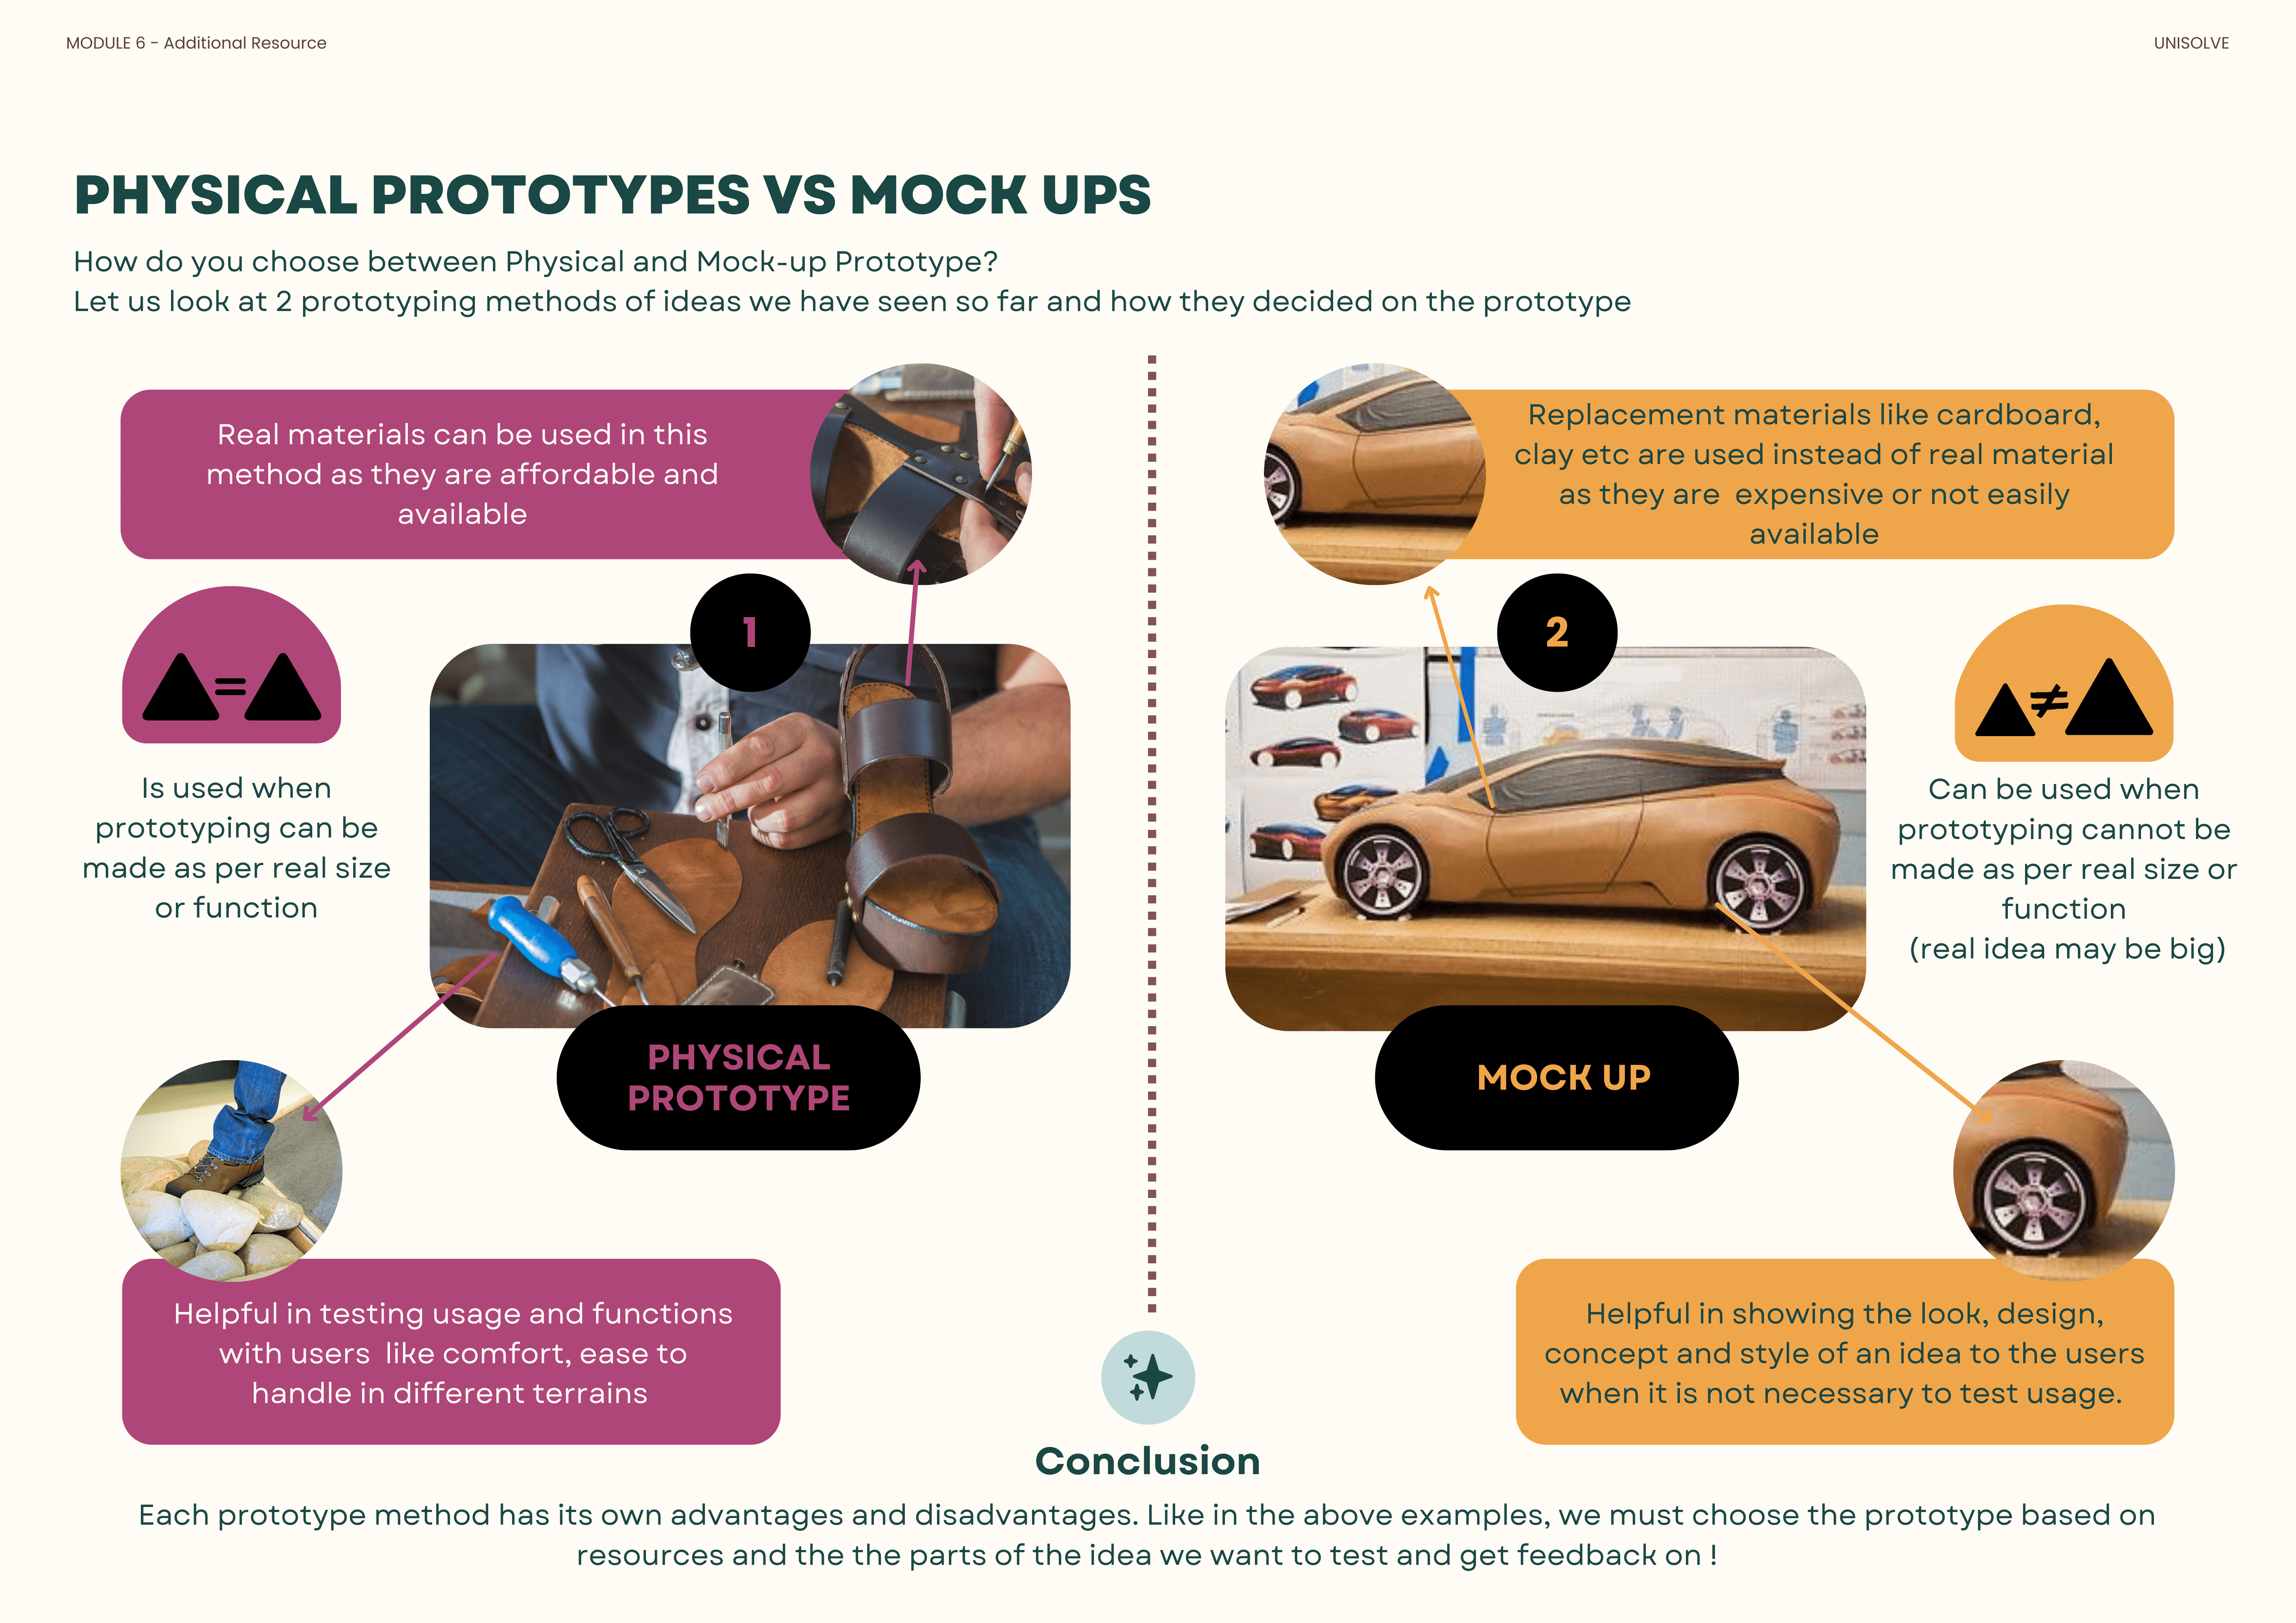 MODULE 6 - Additional Resource
UNISOLVE
PHYSICAL PROTOTYPES VS MOCK UPS
How do you choose between Physical and Mock-up Prototype?
Let us look at 2 prototyping methods of ideas we have seen so far and how they decided on the prototype
Real materials can be used in this
method as they are affordable and
available
1
=
Is used when
prototyping can be
made as per real size
or function
PHYSICAL
PROTOTYPE
Helpful in testing usage and functions
with users like comfort, ease to
handle in different terrains
Replacement materials like cardboard,
clay etc are used instead of real material
as they are expensive or not easily
available
2
≠
Can be used when
prototyping cannot be
made as per real size or
function
(real idea may be big)
MOCK UP
Helpful in showing the look, design,
concept and style of an idea to the users
when it is not necessary to test usage.
Conclusion
Each prototype method has its own advantages and disadvantages. Like in the above examples, we must choose the prototype based on
resources and the the parts of the idea we want to test and get feedback on !